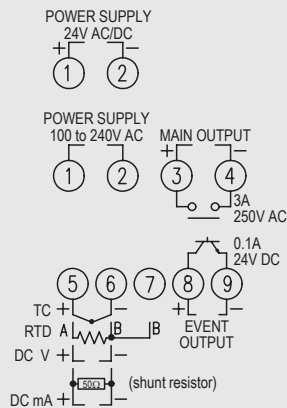 POWER SUPPLY
24V AC/DC
+ −
1 2
POWER SUPPLY
100 to 240V AC
MAIN OUTPUT
+ −
1 2 3 4
3A
250V AC
0.1A
24V DC
5 6 7 8 9
TC + − + −
EVENT
OUTPUT
RTD A B B
DC V + −
50Ω (shunt resistor)
DC mA + −